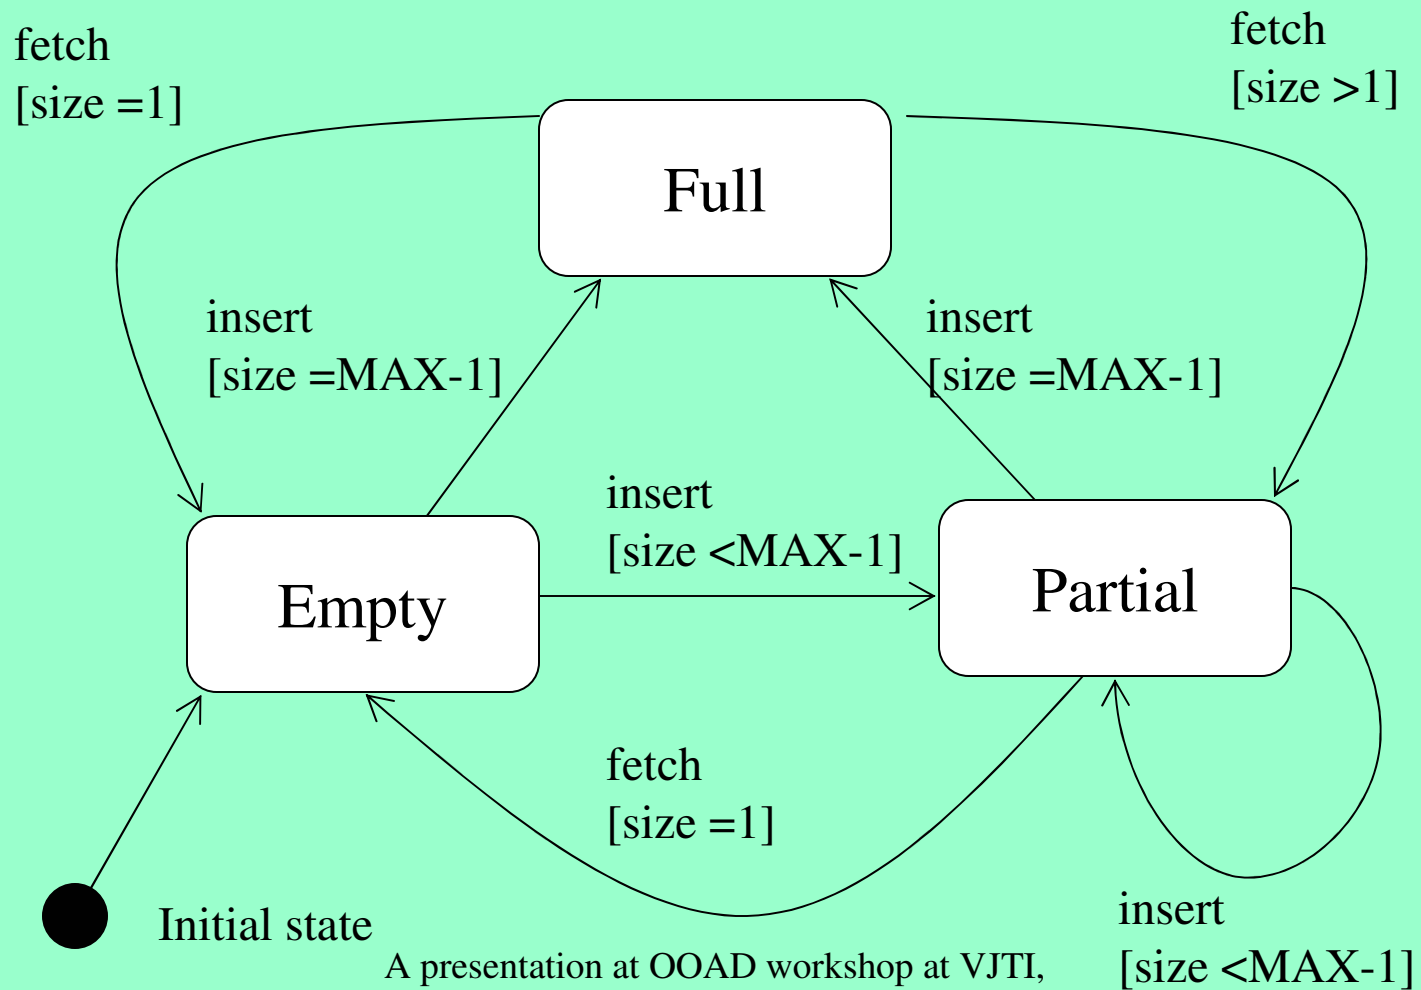 fetch
[size =1]
fetch
[size >1]
Full
insert
[size =MAX-1]
insert
[size =MAX-1]
insert
[size <MAX-1]
Empty
Partial
fetch
[size =1]
Initial state
insert
[size <MAX-1]
A presentation at OOAD workshop at VJTI,